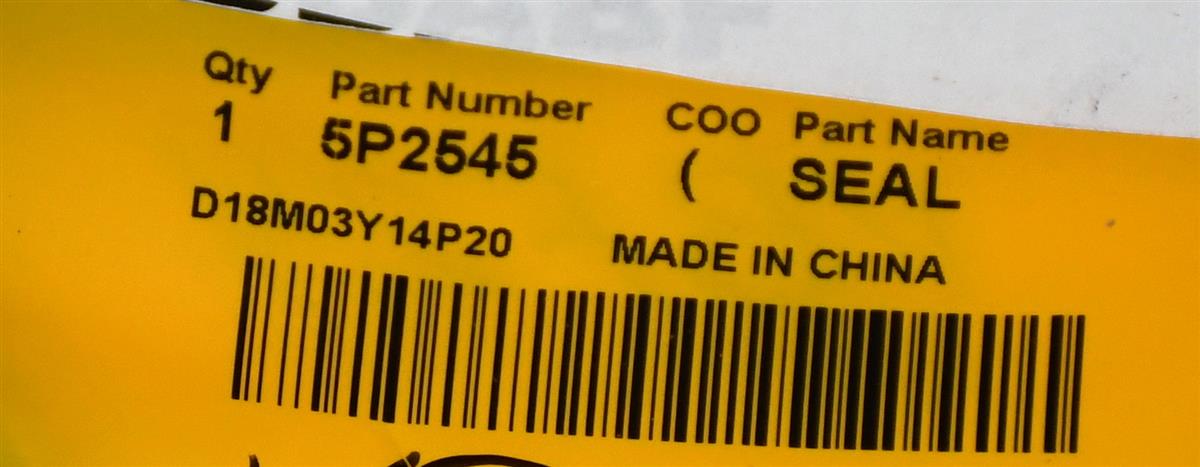 Qty Part Number COO Part Name
1 5P2545 ( SEAL
D18M03Y14P20 MADE IN CHINA